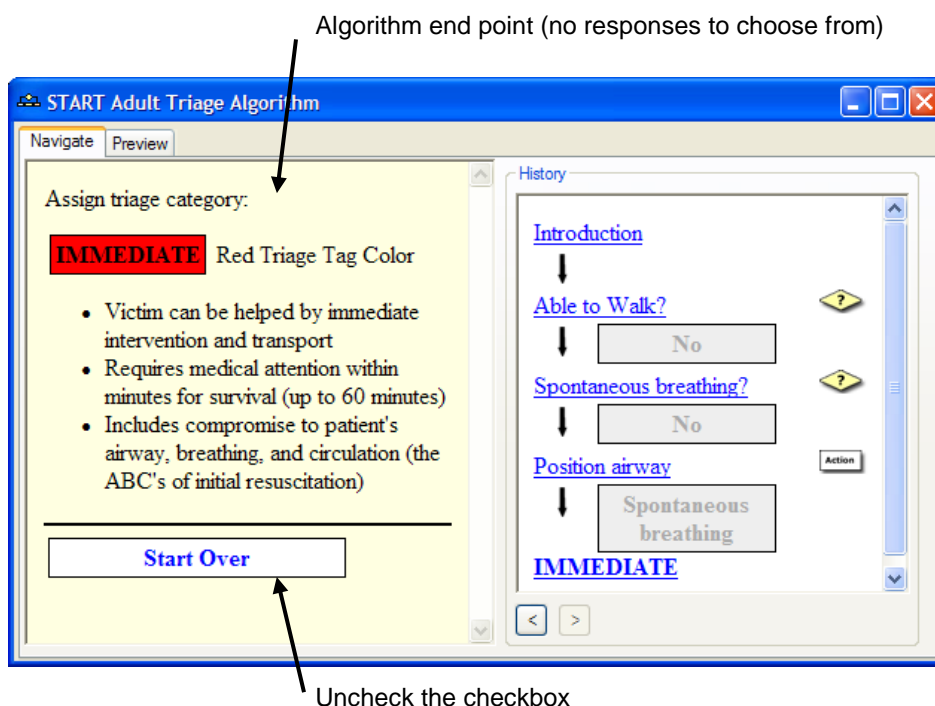 Algorithm end point (no responses to choose from)
START Adult Triage Algorithm
Navigate
Preview
Assign triage category:
IMMEDIATE Red Triage Tag Color
• Victim can be helped by immediate
intervention and transport
• Requires medical attention within
minutes for survival (up to 60 minutes)
• Includes compromise to patient's
airway, breathing, and circulation (the
ABC's of initial resuscitation)
Start Over
History
Introduction
Able to Walk?
?
No
Spontaneous breathing?
?
No
Position airway
Action
Spontaneous
breathing
IMMEDIATE
< >
Uncheck the checkbox